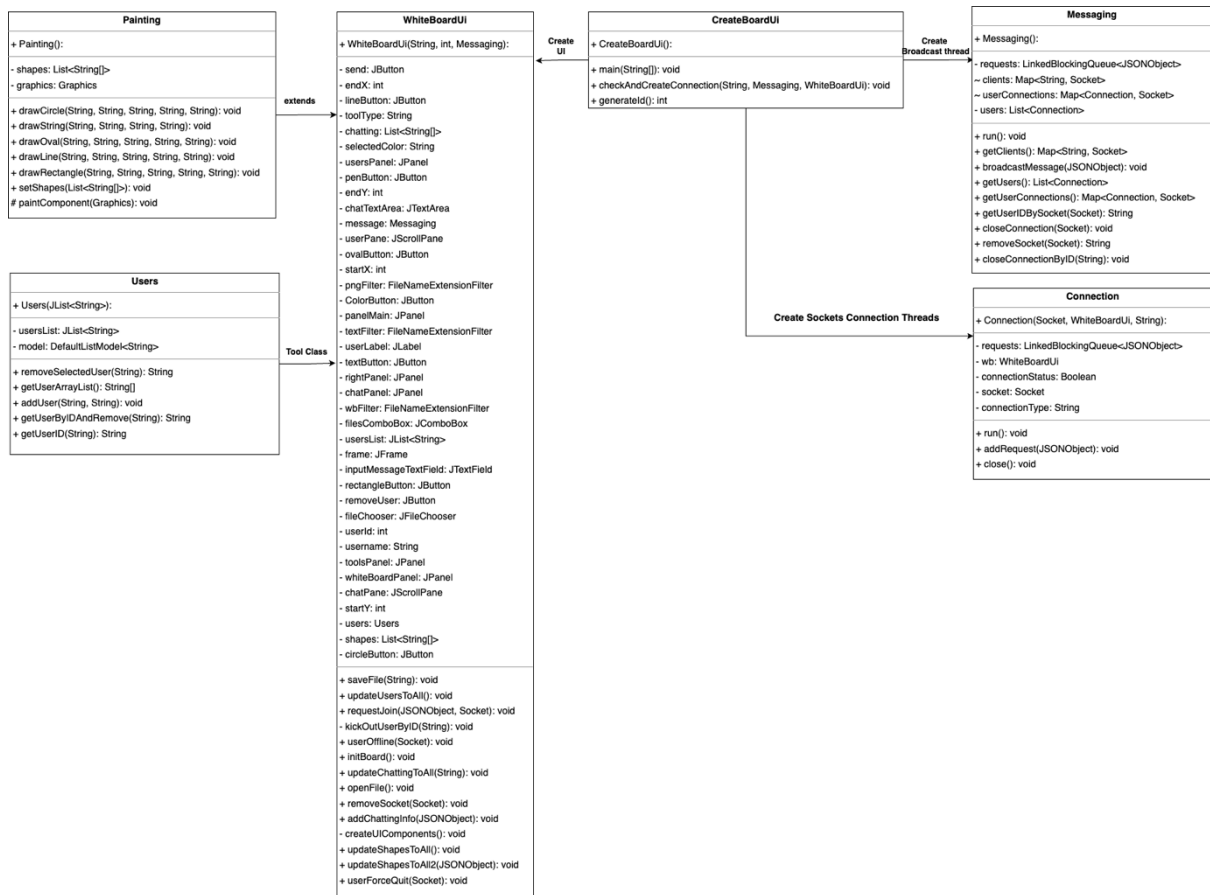 Painting
+ Painting():
- shapes: List<String[]>
- graphics: Graphics
+ drawCircle(String, String, String, String, String): void
+ drawString(String, String, String, String): void
+ drawOval(String, String, String, String, String): void
+ drawLine(String, String, String, String, String): void
+ drawRectangle(String, String, String, String, String): void
+ setShapes(List<String[]>): void
# paintComponent(Graphics): void
extends
Users
+ Users(JList<String>):
- usersList: JList<String>
- model: DefaultListModel<String>
+ removeSelectedUser(String): String
+ getUserArrayList(): String[]
+ addUser(String, String): void
+ getUserByIDAndRemove(String): String
+ getUserID(String): String
Tool Class
WhiteBoardUi
+ WhiteBoardUi(String, int, Messaging):
- send: JButton
- endX: int
- lineButton: JButton
- toolType: String
- chatting: List<String[]>
- selectedColor: String
- usersPanel: JPanel
- penButton: JButton
- endY: int
- chatTextArea: JTextArea
- message: Messaging
- userPane: JScrollPane
- ovalButton: JButton
- startX: int
- pngFilter: FileNameExtensionFilter
- ColorButton: JButton
- panelMain: JPanel
- textFilter: FileNameExtensionFilter
- userLabel: JLabel
- textButton: JButton
- rightPanel: JPanel
- chatPanel: JPanel
- wbFilter: FileNameExtensionFilter
- filesComboBox: JComboBox
- usersList: JList<String>
- frame: JFrame
- inputMessageTextField: JTextField
- rectangleButton: JButton
- removeUser: JButton
- fileChooser: JFileChooser
- userId: int
- username: String
- toolsPanel: JPanel
- whiteBoardPanel: JPanel
- chatPane: JScrollPane
- startY: int
- users: Users
- shapes: List<String[]>
- circleButton: JButton
+ saveFile(String): void
+ updateUsersToAll(): void
+ requestJoin(JSONObject, Socket): void
- kickOutUserByID(String): void
+ userOffline(Socket): void
+ initBoard(): void
+ updateChattingToAll(String): void
+ openFile(): void
+ removeSocket(Socket): void
+ addChattingInfo(JSONObject): void
- createUIComponents(): void
+ updateShapesToAll(): void
+ updateShapesToAll2(JSONObject): void
+ userForceQuit(Socket): void
Create
UI
CreateBoardUi
+ CreateBoardUi():
+ main(String[]): void
+ checkAndCreateConnection(String, Messaging, WhiteBoardUi): void
+ generateId(): int
Create
Broadcast thread
Create Sockets Connection Threads
Messaging
+ Messaging():
- requests: LinkedBlockingQueue<JSONObject>
~ clients: Map<String, Socket>
~ userConnections: Map<Connection, Socket>
- users: List<Connection>
+ run(): void
+ getClients(): Map<String, Socket>
+ broadcastMessage(JSONObject): void
+ getUsers(): List<Connection>
+ getUserConnections(): Map<Connection, Socket>
+ getUserIDBySocket(Socket): String
+ closeConnection(Socket): void
+ removeSocket(Socket): String
+ closeConnectionByID(String): void
Connection
+ Connection(Socket, WhiteBoardUi, String):
- requests: LinkedBlockingQueue<JSONObject>
- wb: WhiteBoardUi
- connectionStatus: Boolean
- socket: Socket
- connectionType: String
+ run(): void
+ addRequest(JSONObject): void
+ close(): void